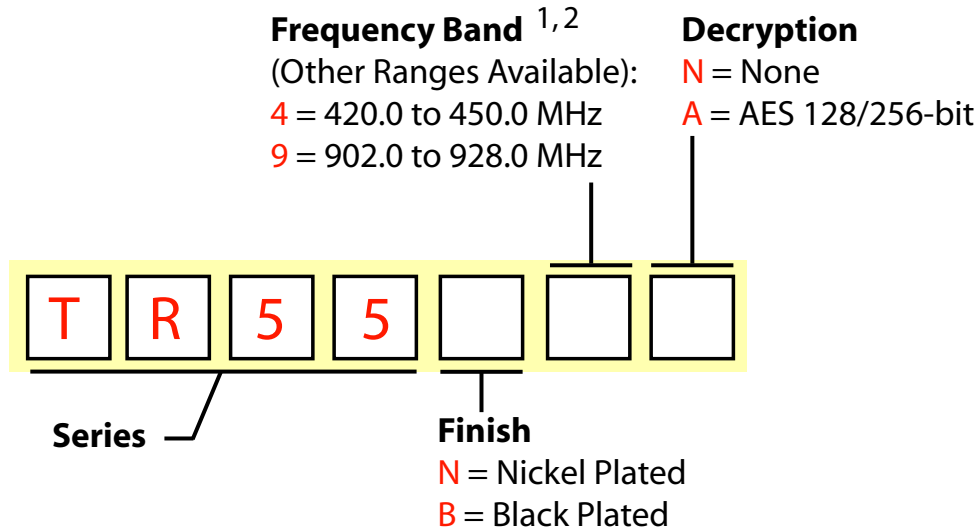 Frequency Band 1, 2
(Other Ranges Available):
4 = 420.0 to 450.0 MHz
9 = 902.0 to 928.0 MHz
Decryption
N = None
A = AES 128/256-bit
T R 5 5
Series
Finish
N = Nickel Plated
B = Black Plated